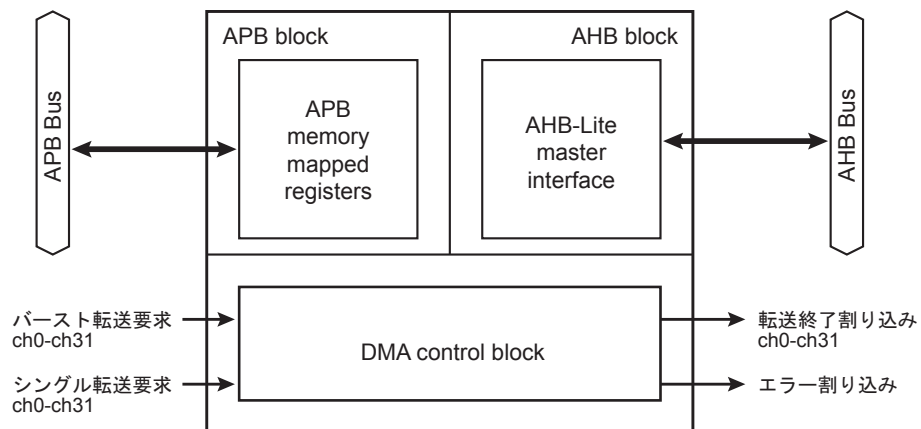 APB block
AHB block
APB Bus
APB
memory
mapped
registers
AHB-Lite
master
interface
AHB Bus
バースト転送要求
ch0-ch31
シングル転送要求
ch0-ch31
DMA control block
転送終了割り込み
ch0-ch31
エラー割り込み